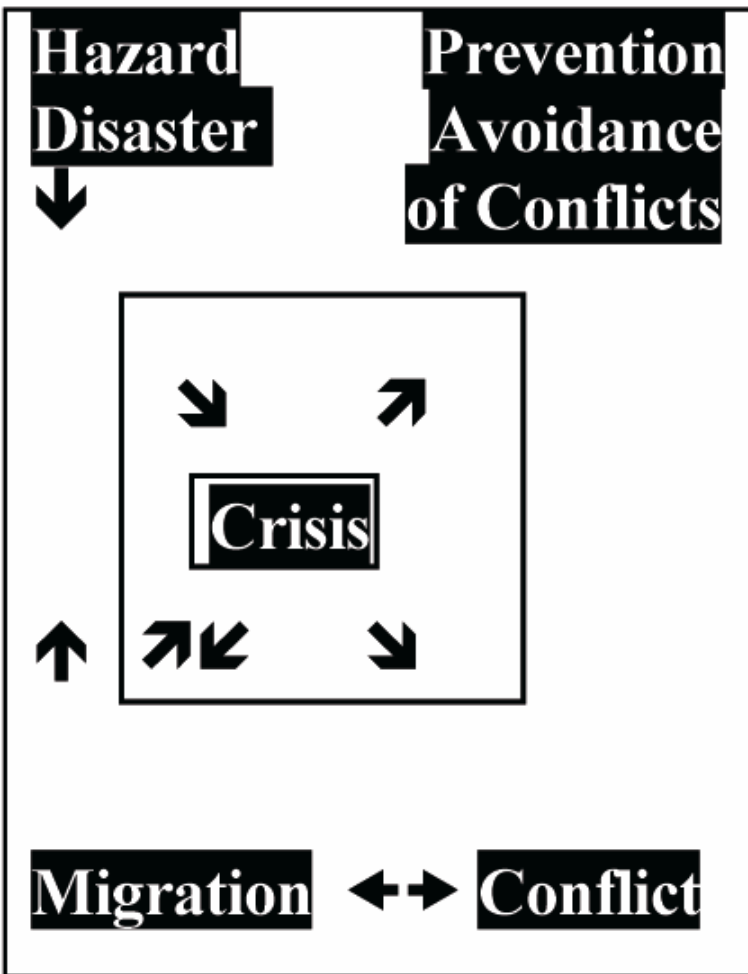 Hazard
Disaster
Prevention
Avoidance
of Conflicts
Crisis
Migration
Conflict